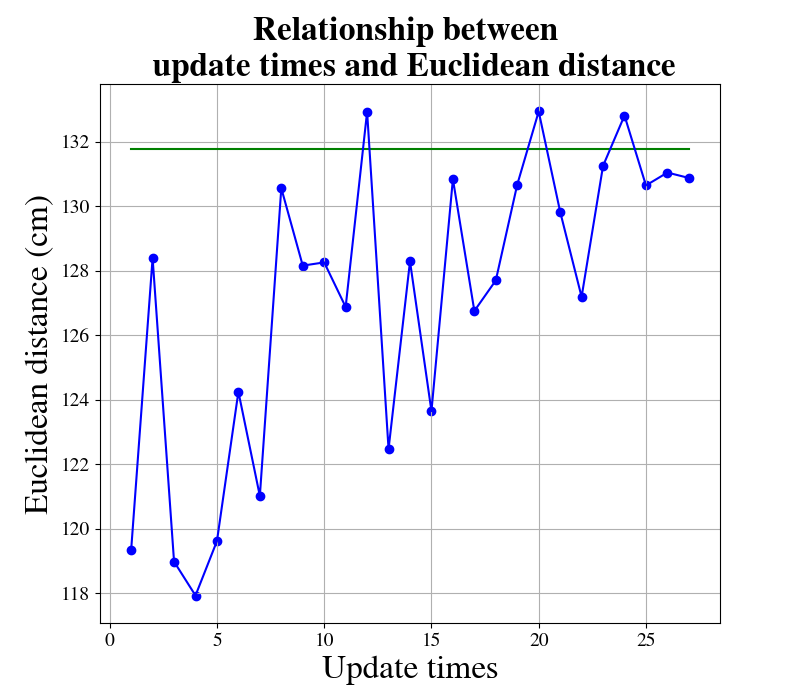 Relationship between
update times and Euclidean distance
Euclidean distance (cm)
132
130
128
126
124
122
120
118
0 5 10 15 20 25
Update times